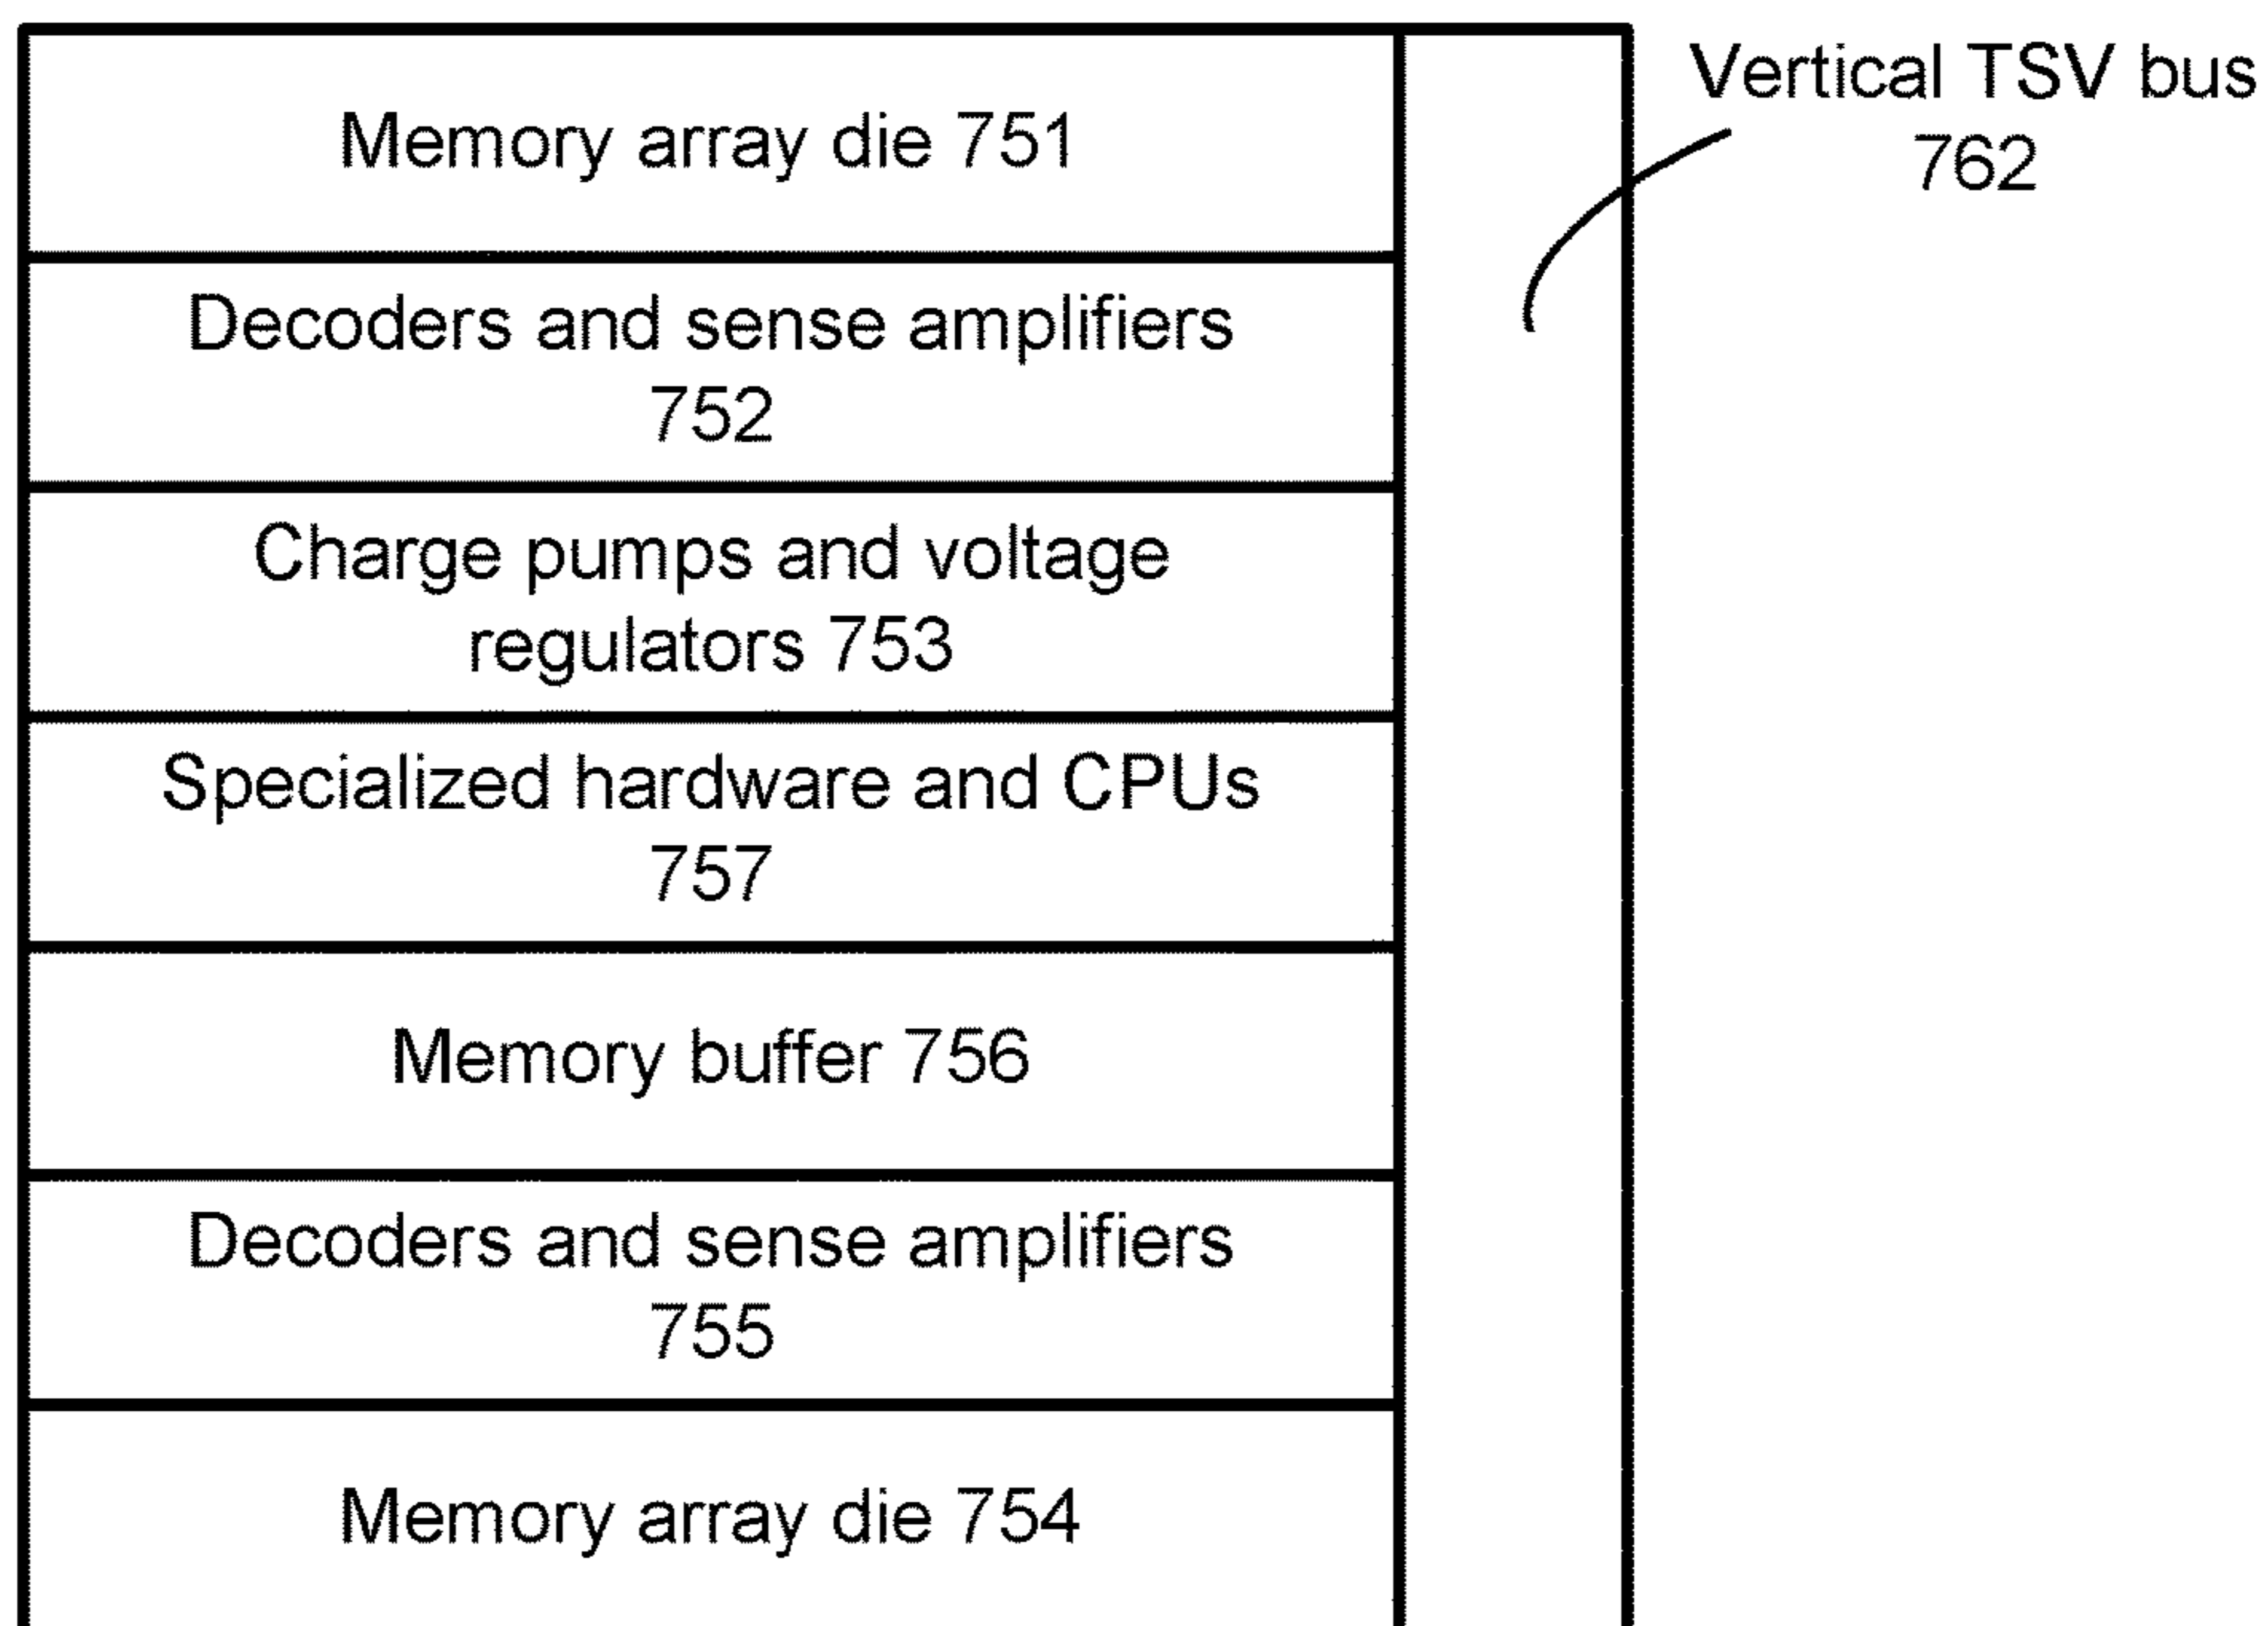 Memory array die 751
Vertical TSV bus
762
Decoders and sense amplifiers
752
Charge pumps and voltage
regulators 753
Specialized hardware and CPUs
757
Memory buffer 756
Decoders and sense amplifiers
755
Memory array die 754